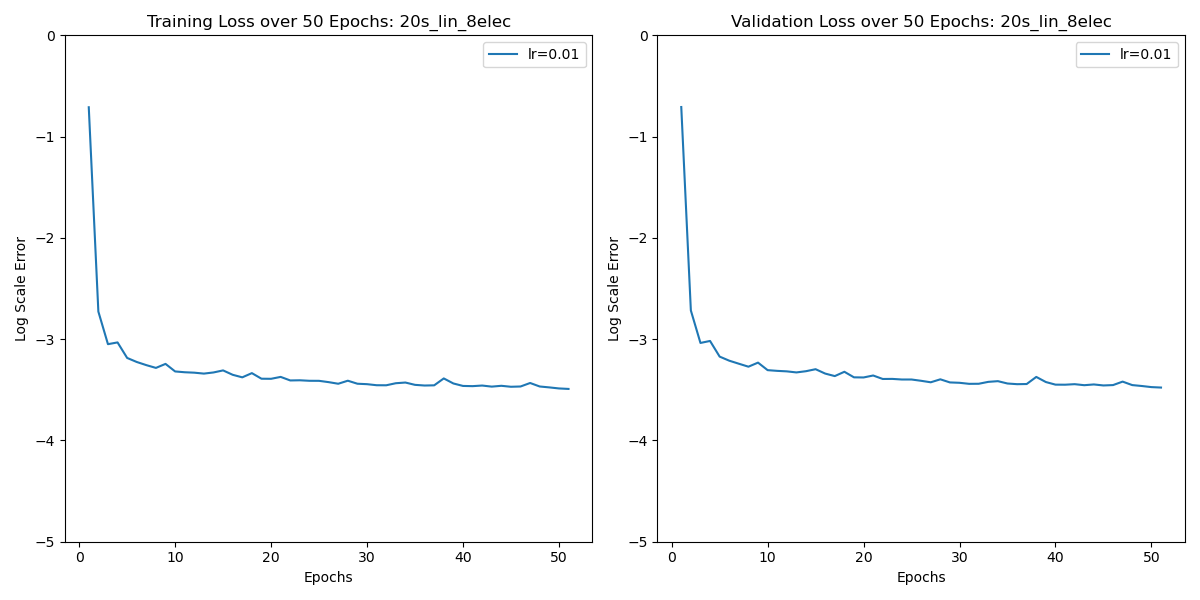 Training Loss over 50 Epochs: 20s_lin_8elec
lr=0.01
0
−1
−2
−3
−4
−5
Log Scale Error
0 10 20 30 40 50
Epochs
Validation Loss over 50 Epochs: 20s_lin_8elec
lr=0.01
0
−1
−2
−3
−4
−5
Log Scale Error
0 10 20 30 40 50
Epochs